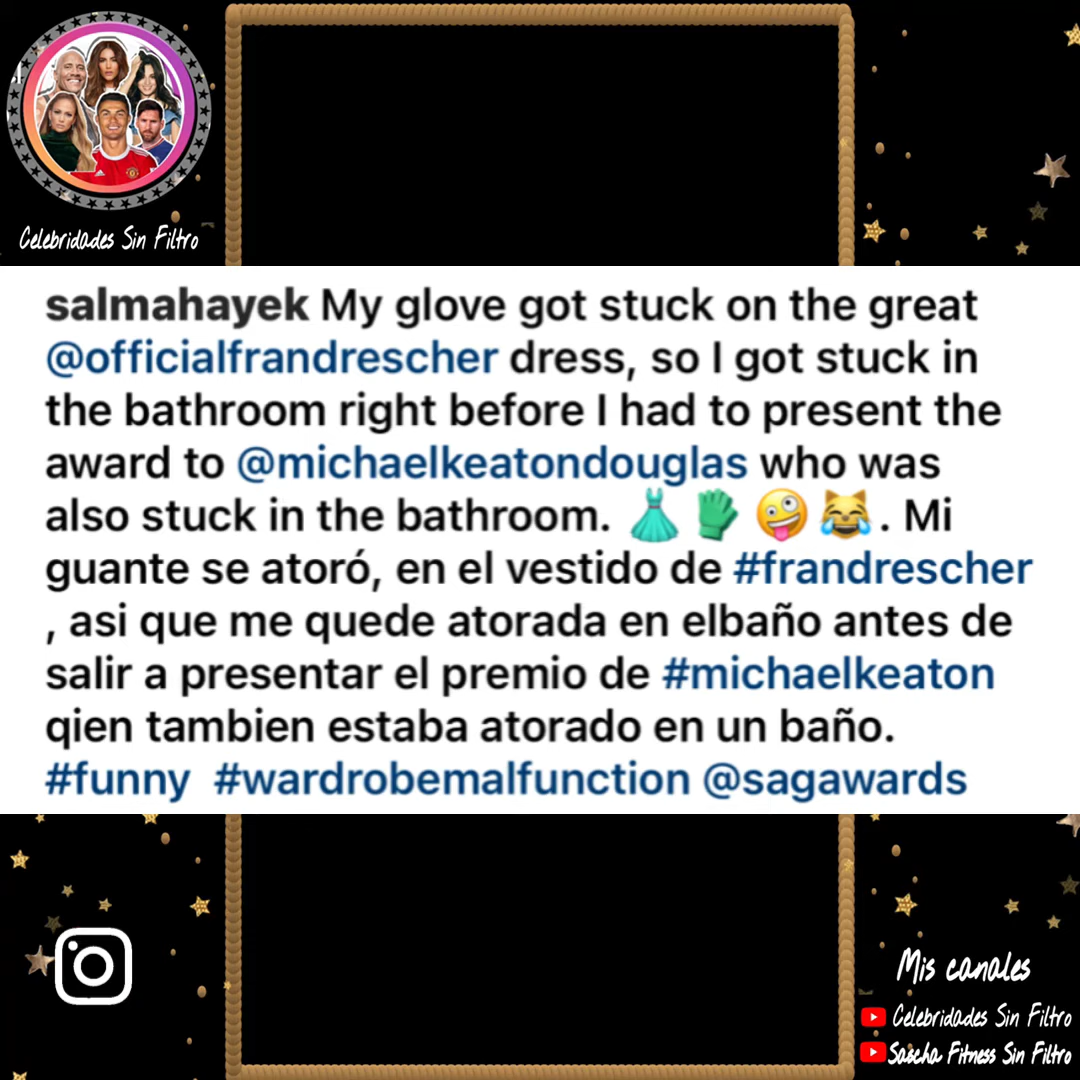 Celebridades Sin Filtro
salmahayek My glove got stuck on the great
@officialfrandrescher dress, so I got stuck in
the bathroom right before I had to present the
award to @michaelkeatondouglas who was
also stuck in the bathroom. 👗 🧤 🤪 😹. Mi
guante se atoró, en el vestido de #frandrescher
, asi que me quede atorada en elbaño antes de
salir a presentar el premio de #michaelkeaton
qien tambien estaba atorado en un baño.
#funny #wardrobemalfunction @sagawards
Mis canales
Celebridades Sin Filtro
Sascha Fitness Sin Filtro